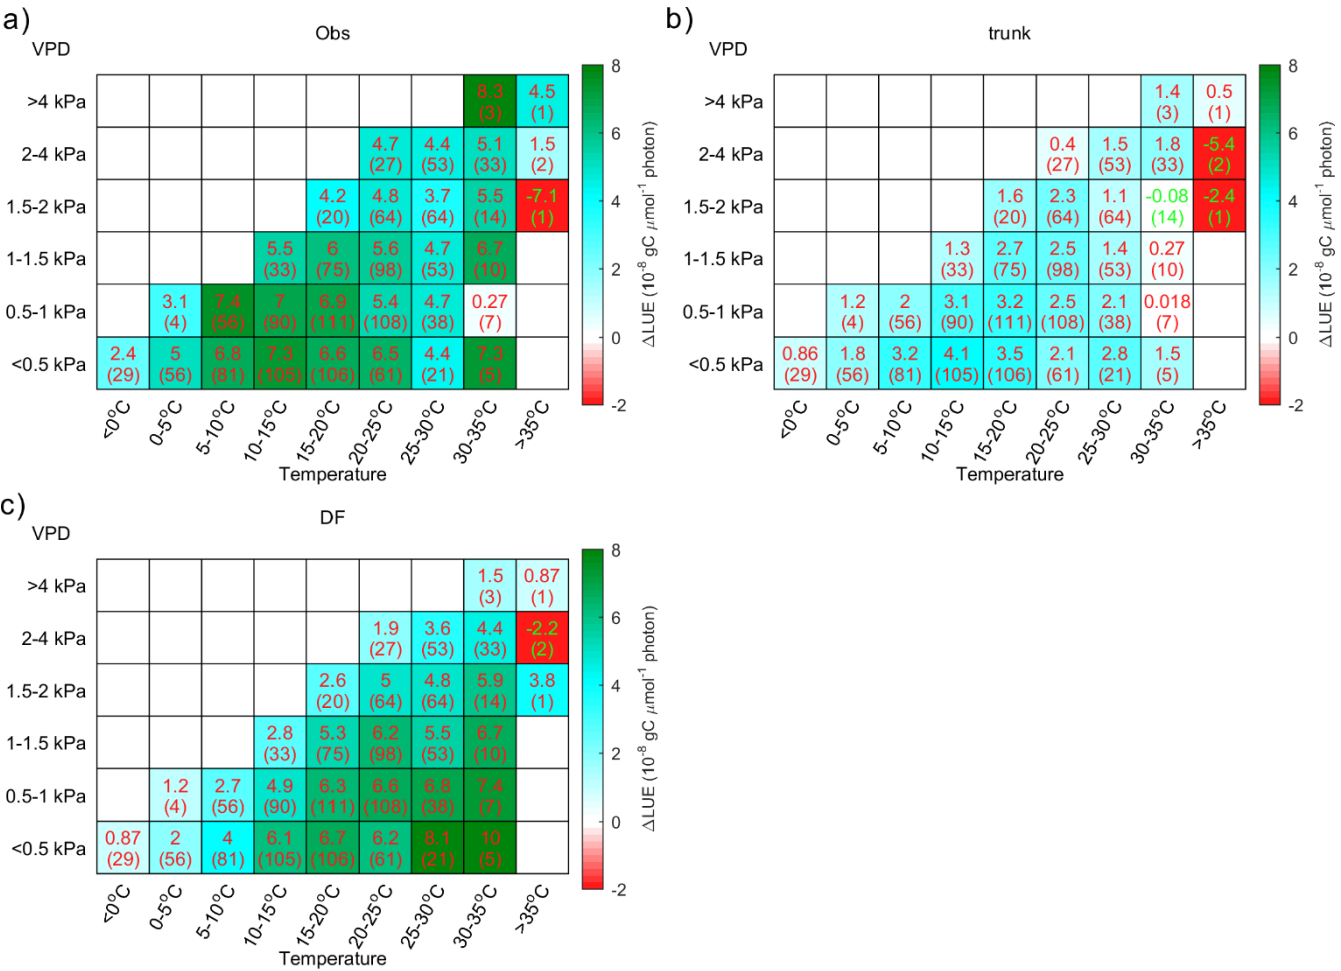 a)
Obs
VPD
>4 kPa
8.3 4.5
(3) (1)
2-4 kPa
4.7 4.4 5.1 1.5
(27) (53) (33) (2)
1.5-2 kPa
4.2 4.8 3.7 5.5 -7.1
(20) (64) (64) (14) (1)
1-1.5 kPa
5.5 6 5.6 4.7 6.7
(33) (75) (98) (53) (10)
0.5-1 kPa
3.1 7.4 7 6.9 5.4 4.7 0.27
(4) (56) (90) (111) (108) (38) (7)
<0.5 kPa
2.4 5 6.8 7.3 6.6 6.5 4.4 7.3
(29) (56) (81) (105) (106) (61) (21) (5)
<0°C 0-5°C 5-10°C 10-15°C 15-20°C 20-25°C 25-30°C 30-35°C >35°C
Temperature
8
6
4
2
0
-2
ΔLUE (10⁻⁸ gC μmol⁻¹ photon)
b)
trunk
VPD
>4 kPa
1.4 0.5
(3) (1)
2-4 kPa
0.4 1.5 1.8 -5.4
(27) (53) (33) (2)
1.5-2 kPa
1.6 2.3 1.1 -0.08 -2.4
(20) (64) (64) (14) (1)
1-1.5 kPa
1.3 2.7 2.5 1.4 0.27
(33) (75) (98) (53) (10)
0.5-1 kPa
1.2 2 3.1 3.2 2.5 2.1 0.018
(4) (56) (90) (111) (108) (38) (7)
<0.5 kPa
0.86 1.8 3.2 4.1 3.5 2.1 2.8 1.5
(29) (56) (81) (105) (106) (61) (21) (5)
<0°C 0-5°C 5-10°C 10-15°C 15-20°C 20-25°C 25-30°C 30-35°C >35°C
Temperature
8
6
4
2
0
-2
ΔLUE (10⁻⁸ gC μmol⁻¹ photon)
c)
DF
VPD
>4 kPa
1.5 0.87
(3) (1)
2-4 kPa
1.9 3.6 4.4 -2.2
(27) (53) (33) (2)
1.5-2 kPa
2.6 5 4.8 5.9 3.8
(20) (64) (64) (14) (1)
1-1.5 kPa
2.8 5.3 6.2 5.5 6.7
(33) (75) (98) (53) (10)
0.5-1 kPa
1.2 2.7 4.9 6.3 6.6 6.8 7.4
(4) (56) (90) (111) (108) (38) (7)
<0.5 kPa
0.87 2 4 6.1 6.7 6.2 8.1 10
(29) (56) (81) (105) (106) (61) (21) (5)
<0°C 0-5°C 5-10°C 10-15°C 15-20°C 20-25°C 25-30°C 30-35°C >35°C
Temperature
8
6
4
2
0
-2
ΔLUE (10⁻⁸ gC μmol⁻¹ photon)